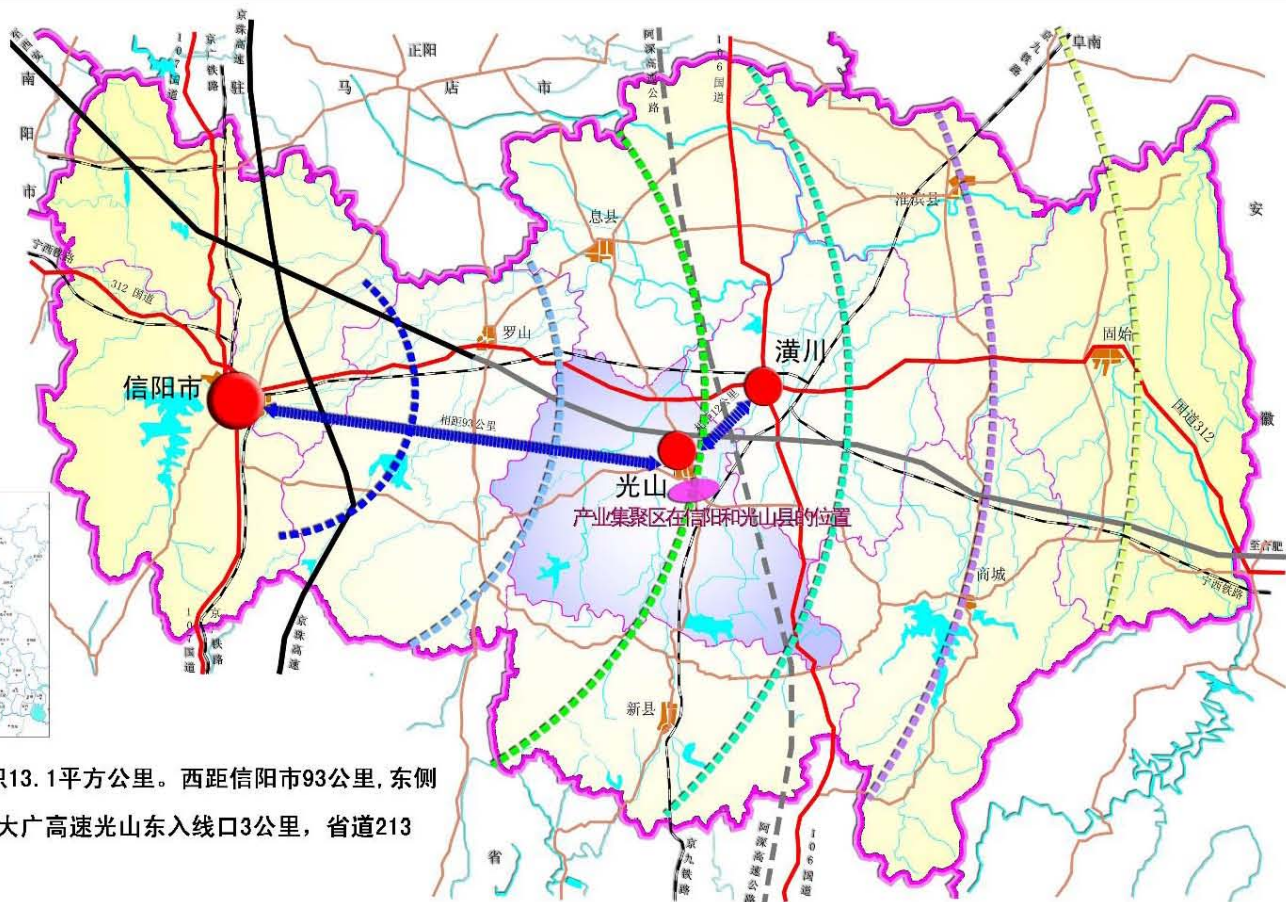 京珠高速
107国道
京广铁路
正阳
阿深高速公路
106国道
京九铁路
阜南
南阳市
驻马店市
安徽
省
息县
淮滨县
宁西铁路
312 国道
罗山
潢川
固始
信阳市
相距93公里
国道312
光山
产业集聚区在信阳和光山县的位置
商城
至合肥
宁西铁路
107国道
京 铁路
京珠高速
新县
京九铁路
阿深高速公路
106国道
积13.1平方公里。西距信阳市93公里,东侧
大广高速光山东入线口3公里，省道213